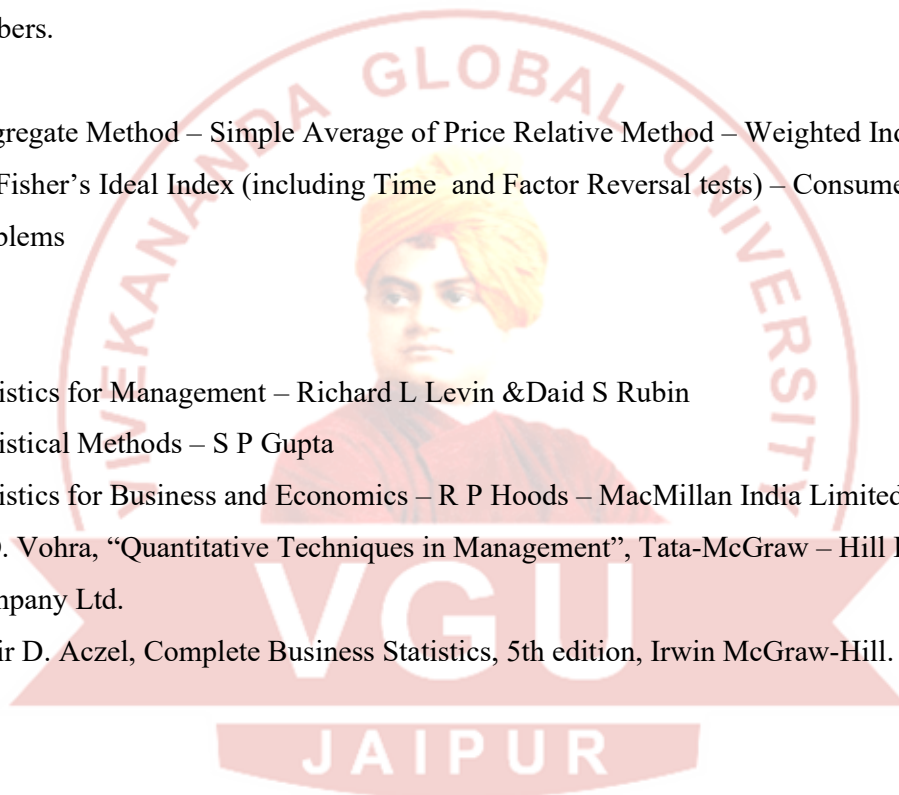 bers.
gregate Method – Simple Average of Price Relative Method – Weighted In
Fisher’s Ideal Index (including Time and Factor Reversal tests) – Consume
blems
istics for Management – Richard L Levin &Daid S Rubin
istical Methods – S P Gupta
istics for Business and Economics – R P Hoods – MacMillan India Limited
D. Vohra, “Quantitative Techniques in Management”, Tata-McGraw – Hill
mpany Ltd.
ir D. Aczel, Complete Business Statistics, 5th edition, Irwin McGraw-Hill.
VIVEKANANDA GLOBAL UNIVERSITY
VGU
JAIPUR